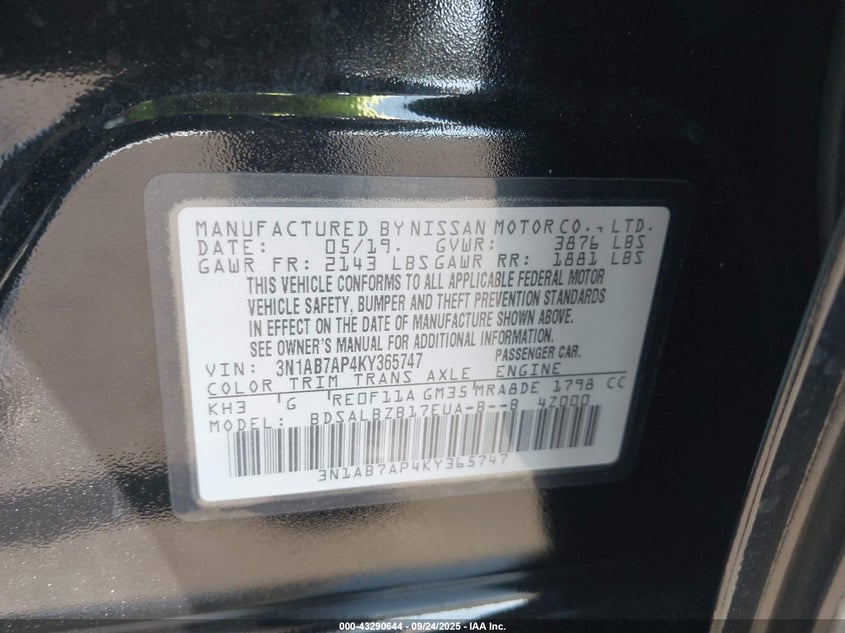 MANUFACTURED BY NISSAN MOTOR CO., LTD.
DATE: 05/19. GVWR: 3876 LBS
GAWR FR: 2143 LBS GAWR RR: 1881 LBS
THIS VEHICLE CONFORMS TO ALL APPLICABLE FEDERAL MOTOR
VEHICLE SAFETY, BUMPER AND THEFT PREVENTION STANDARDS
IN EFFECT ON THE DATE OF MANUFACTURE SHOWN ABOVE.
SEE OWNER'S MANUAL FOR ADDITIONAL INFORMATION.
VIN: 3N1AB7AP4KY365747 PASSENGER CAR.
COLOR TRIM TRANS AXLE ENGINE
KH3 G RE0F11A GM35 MRA8DE 1798 CC
MODEL: BDSALBZB17EUA-B--B 4Z000
3N1AB7AP4KY365747
000-43290644 - 09/24/2025 - IAA Inc.